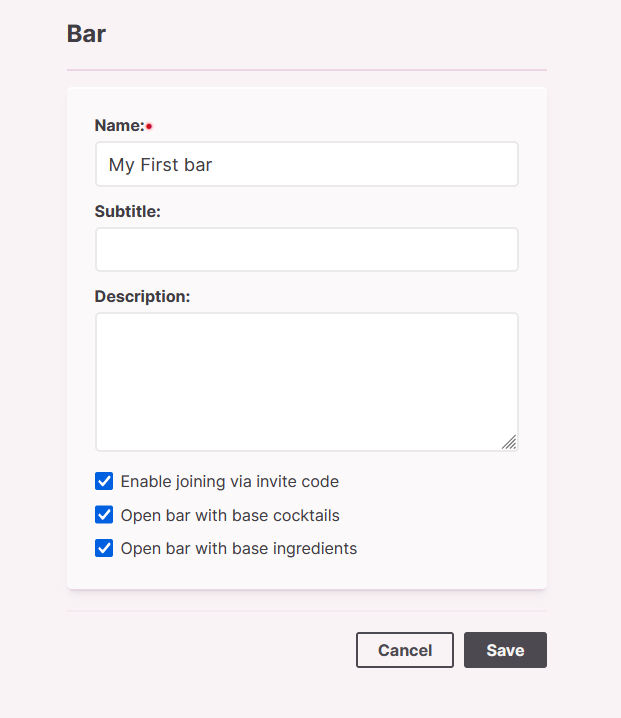 Bar
Name:
My First bar
Subtitle:
Description:
Enable joining via invite code
Open bar with base cocktails
Open bar with base ingredients
Cancel Save